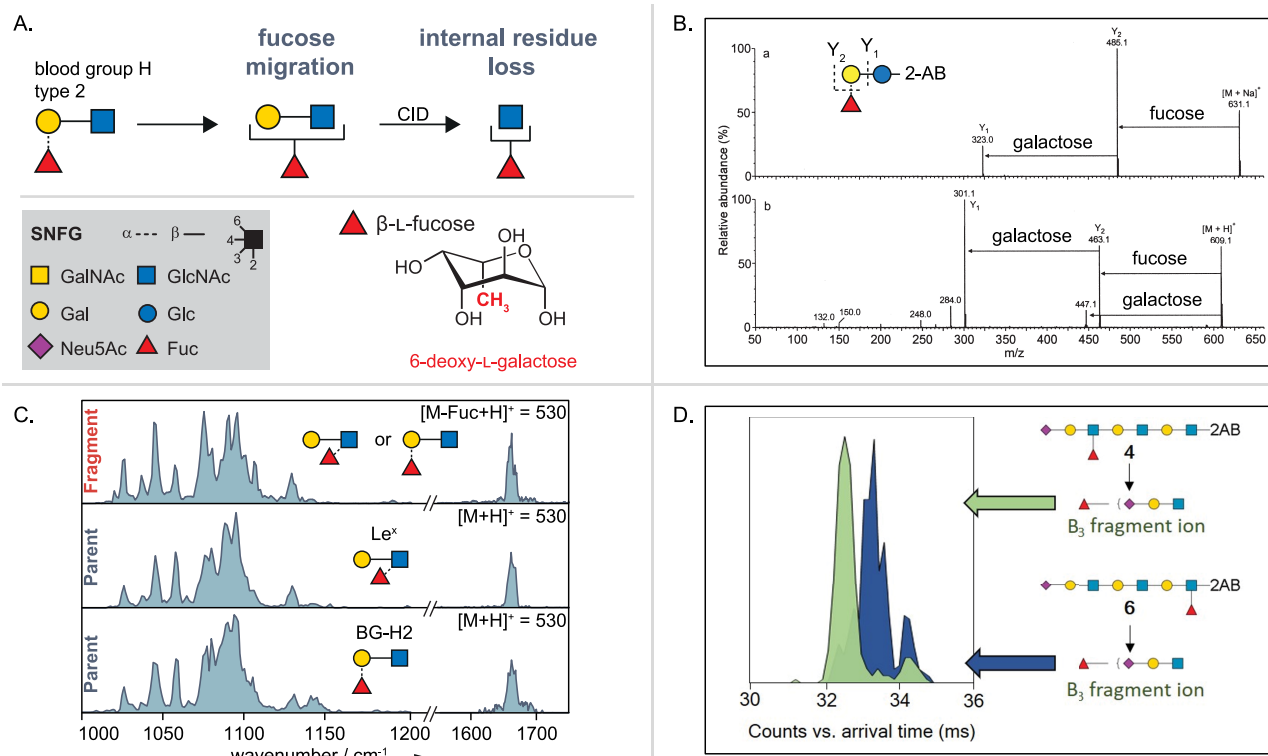 A.
fucose
migration
internal residue
loss
blood group H
type 2
CID
SNFG α β
6
4
3
2
GalNAc GlcNAc
Gal Glc
Neu5Ac Fuc
β-L-fucose
OH
O
HO
CH₃
OH
OH
6-deoxy-L-galactose
B.
Relative abundance (%)
100
50
0
a
Y₂
Y₁
2-AB
Y₂
485.1
[M + Na]⁺
631.1
fucose
Y₁
323.0
galactose
100
50
0
b
301.1
Y₁
Y₂
463.1
[M + H]⁺
609.1
galactose
fucose
447.1
galactose
132.0
150.0
248.0
284.0
50 100 150 200 250 300 350 400 450 500 550 600 650
m/z
C.
Fragment
[M-Fuc+H]⁺ = 530
or
Parent
[M+H]⁺ = 530
Leˣ
Parent
[M+H]⁺ = 530
BG-H2
1000 1050 1100 1150 1200 1600 1700
wavenumber / cm⁻¹
D.
30 32 34 36
Counts vs. arrival time (ms)
2AB
4
B₃ fragment ion
2AB
6
B₃ fragment ion